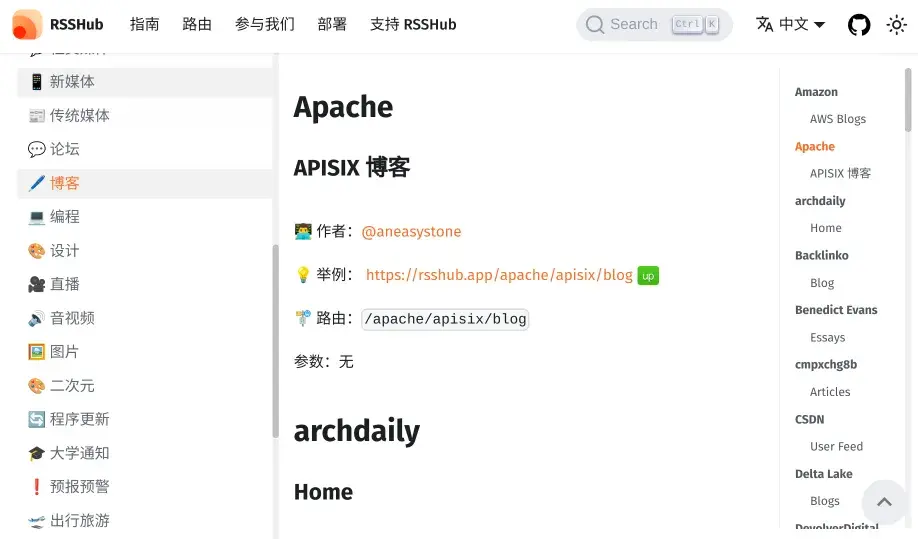 RSSHub 指南 路由 参与我们 部署 支持 RSSHub Search Ctrl K 中文
新媒体
传统媒体
论坛
博客
编程
设计
直播
音视频
图片
二次元
程序更新
大学通知
预报预警
出行旅游
Apache
APISIX 博客
作者：@aneasystone
举例： https://rsshub.app/apache/apisix/blog up
路由：/apache/apisix/blog
参数：无
archdaily
Home
Amazon
AWS Blogs
Apache
APISIX 博客
archdaily
Home
Backlinko
Blog
Benedict Evans
Essays
cmpxchg8b
Articles
CSDN
User Feed
Delta Lake
Blogs
DevolverDigital